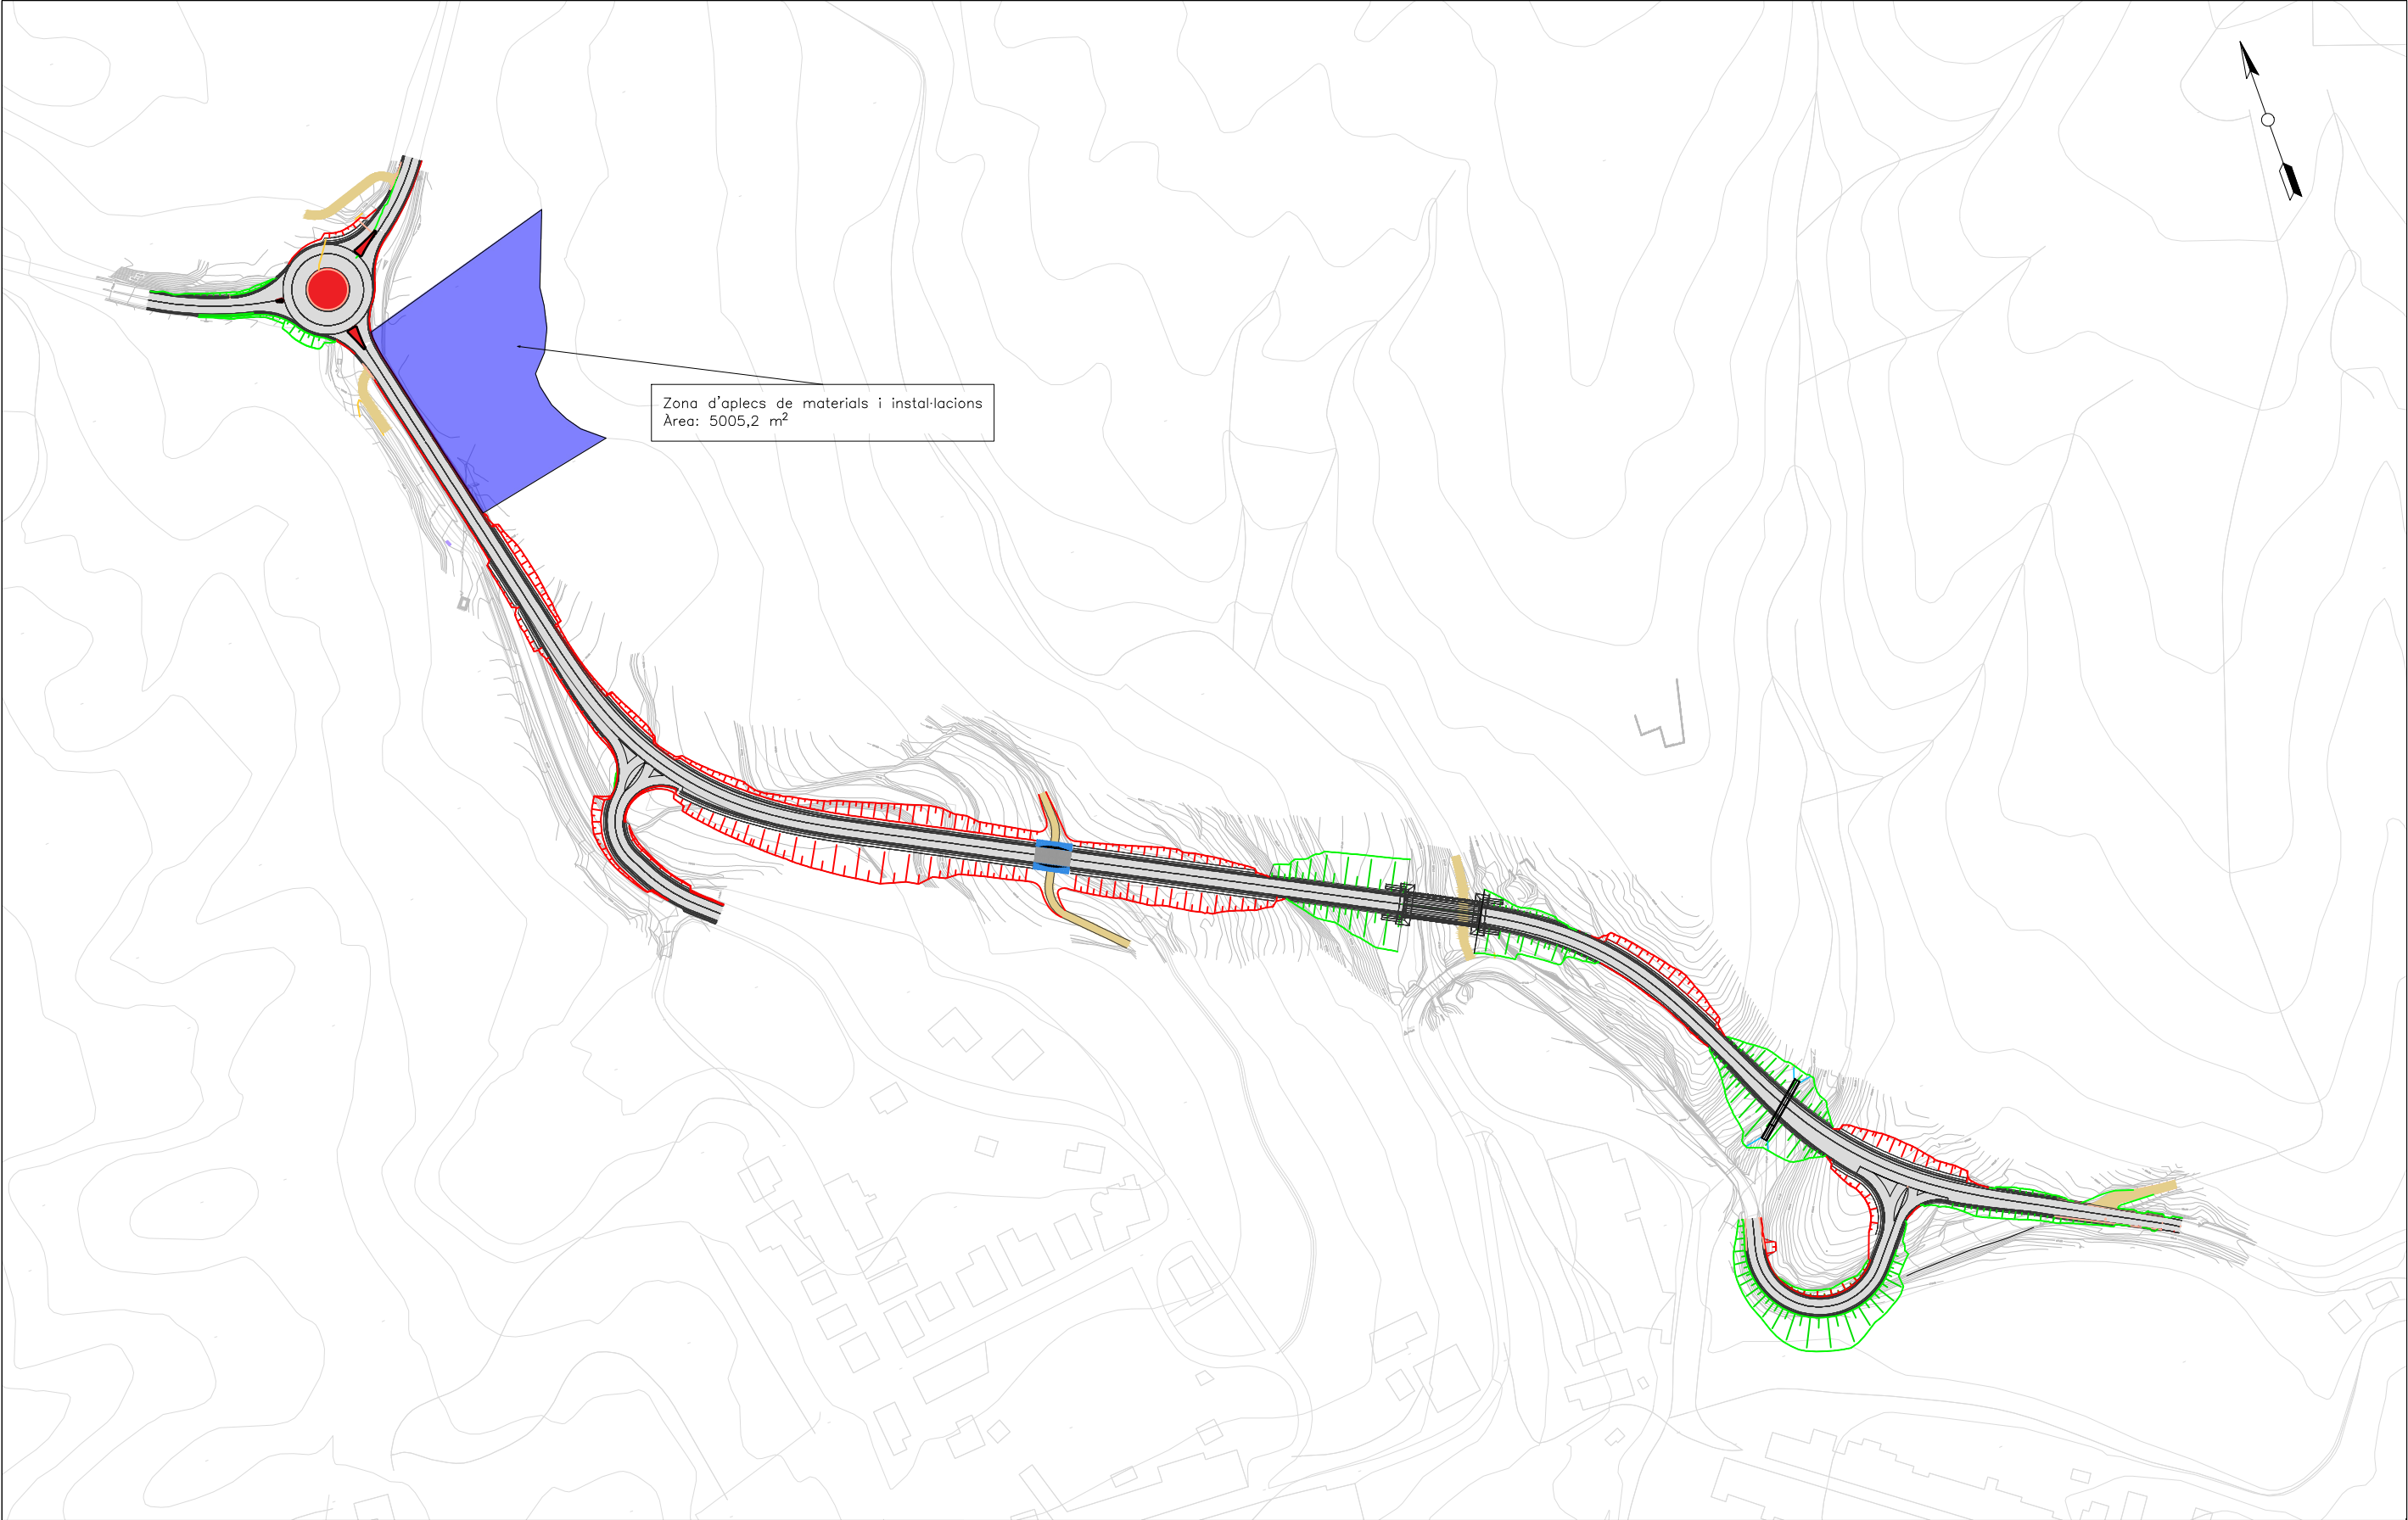 Zona d'aplecs de materials i instal·lacions
Àrea: 5005,2 m²